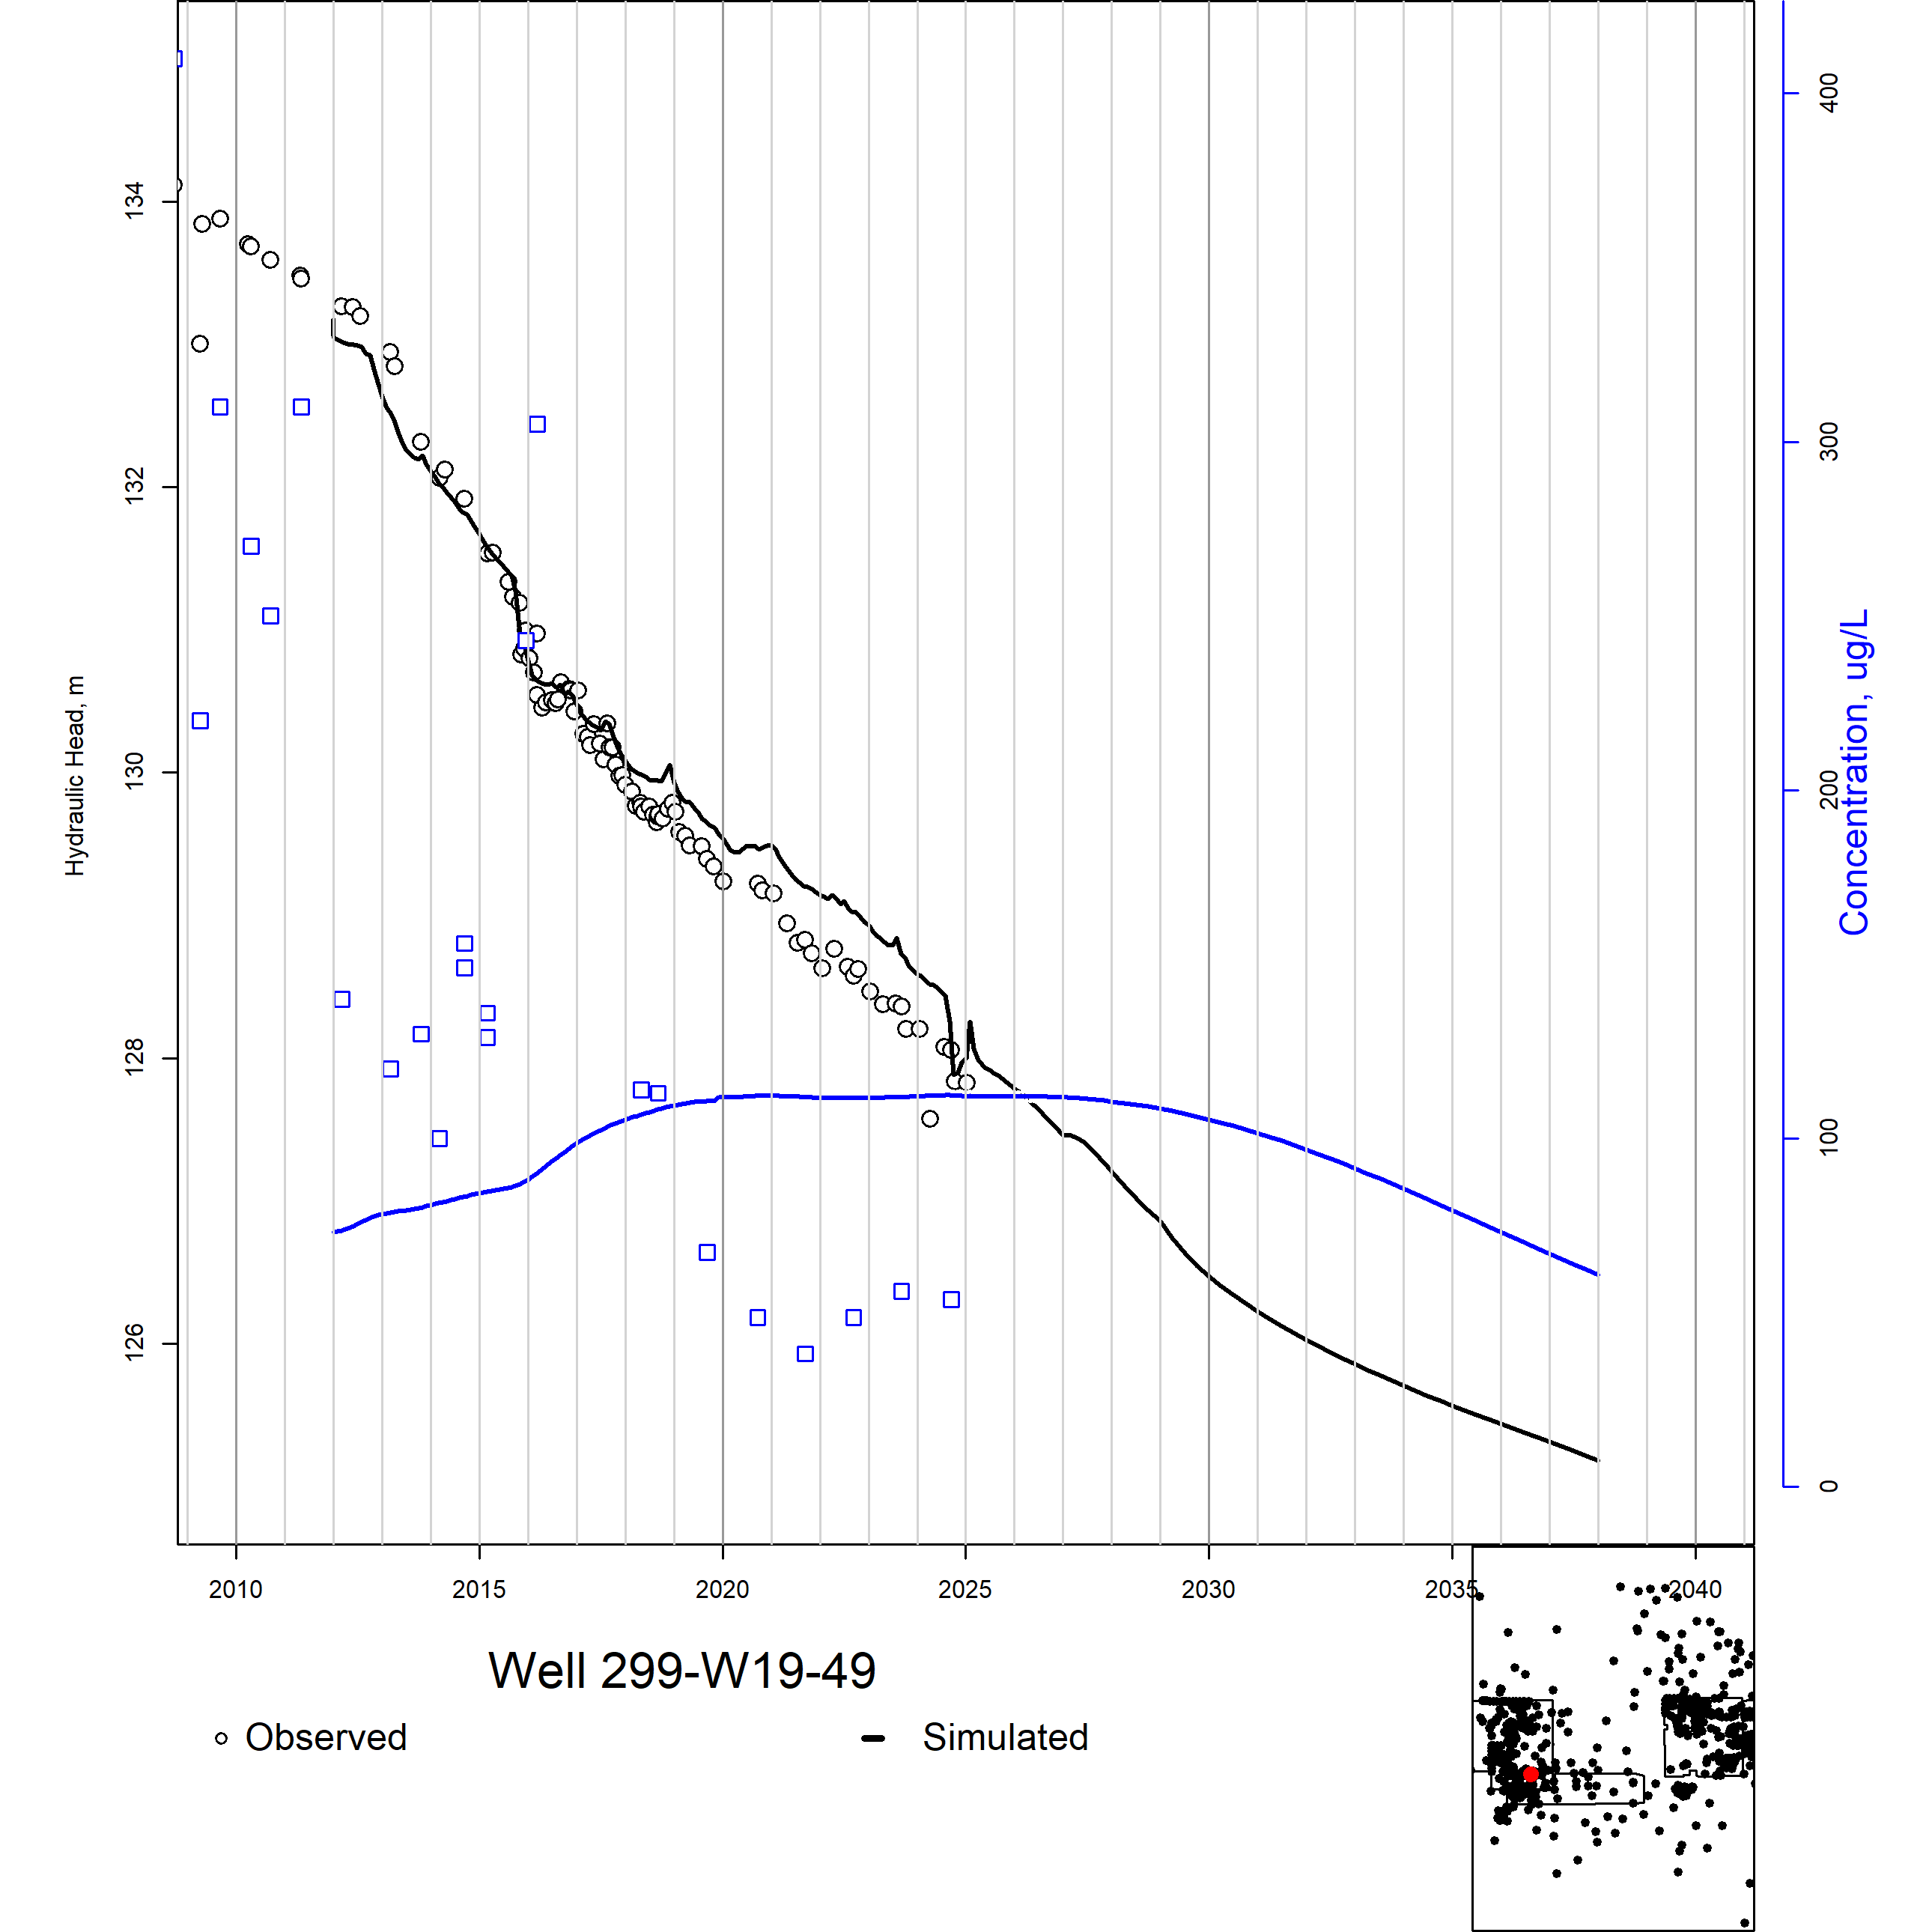 134
132
130
128
126
Hydraulic Head, m
400
300
200
100
0
Concentration, ug/L
2010 2015 2020 2025 2030 2035 2040
Well 299-W19-49
Observed Simulated